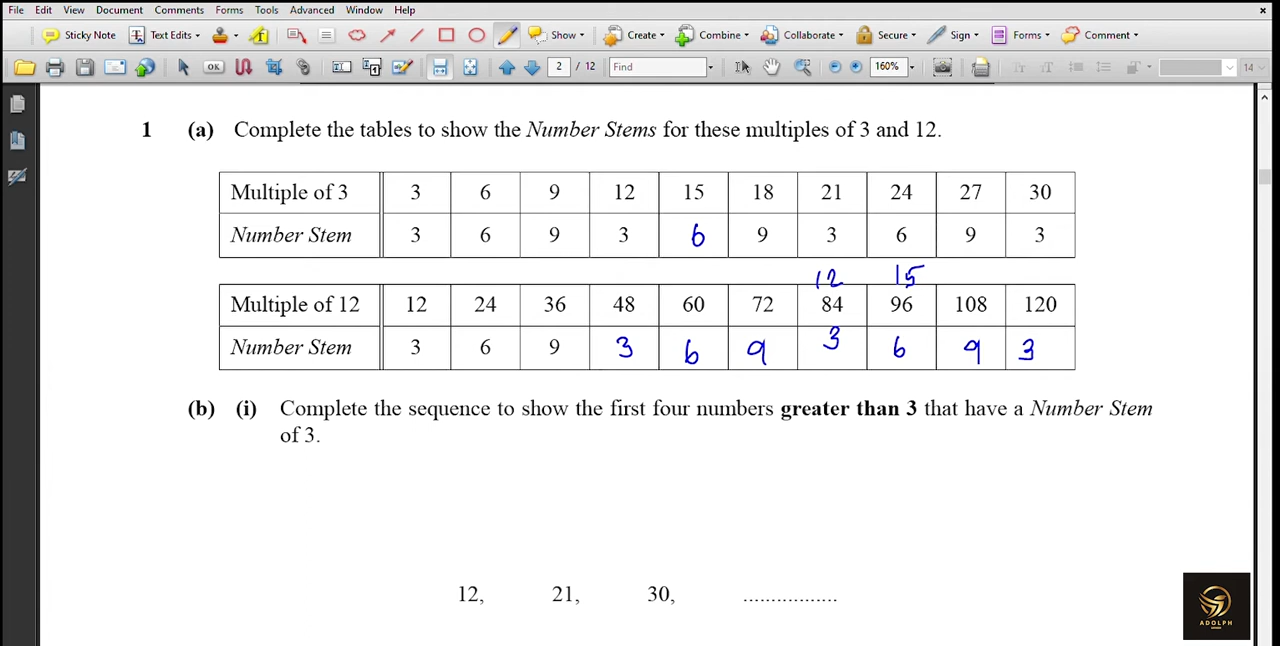 File Edit View Document Comments Forms Tools Advanced Window Help ×
Sticky Note Text Edits Show Create Combine Collaborate Secure Sign Forms Comment
OK 2 / 12 Find 160% 14
1 (a) Complete the tables to show the Number Stems for these multiples of 3 and 12.
Multiple of 3 3 6 9 12 15 18 21 24 27 30
Number Stem 3 6 9 3 6 9 3 6 9 3
12 15
Multiple of 12 12 24 36 48 60 72 84 96 108 120
Number Stem 3 6 9 3 6 9 3 6 9 3
(b) (i) Complete the sequence to show the first four numbers greater than 3 that have a Number Stem
of 3.
12, 21, 30, .................
ADOLPH